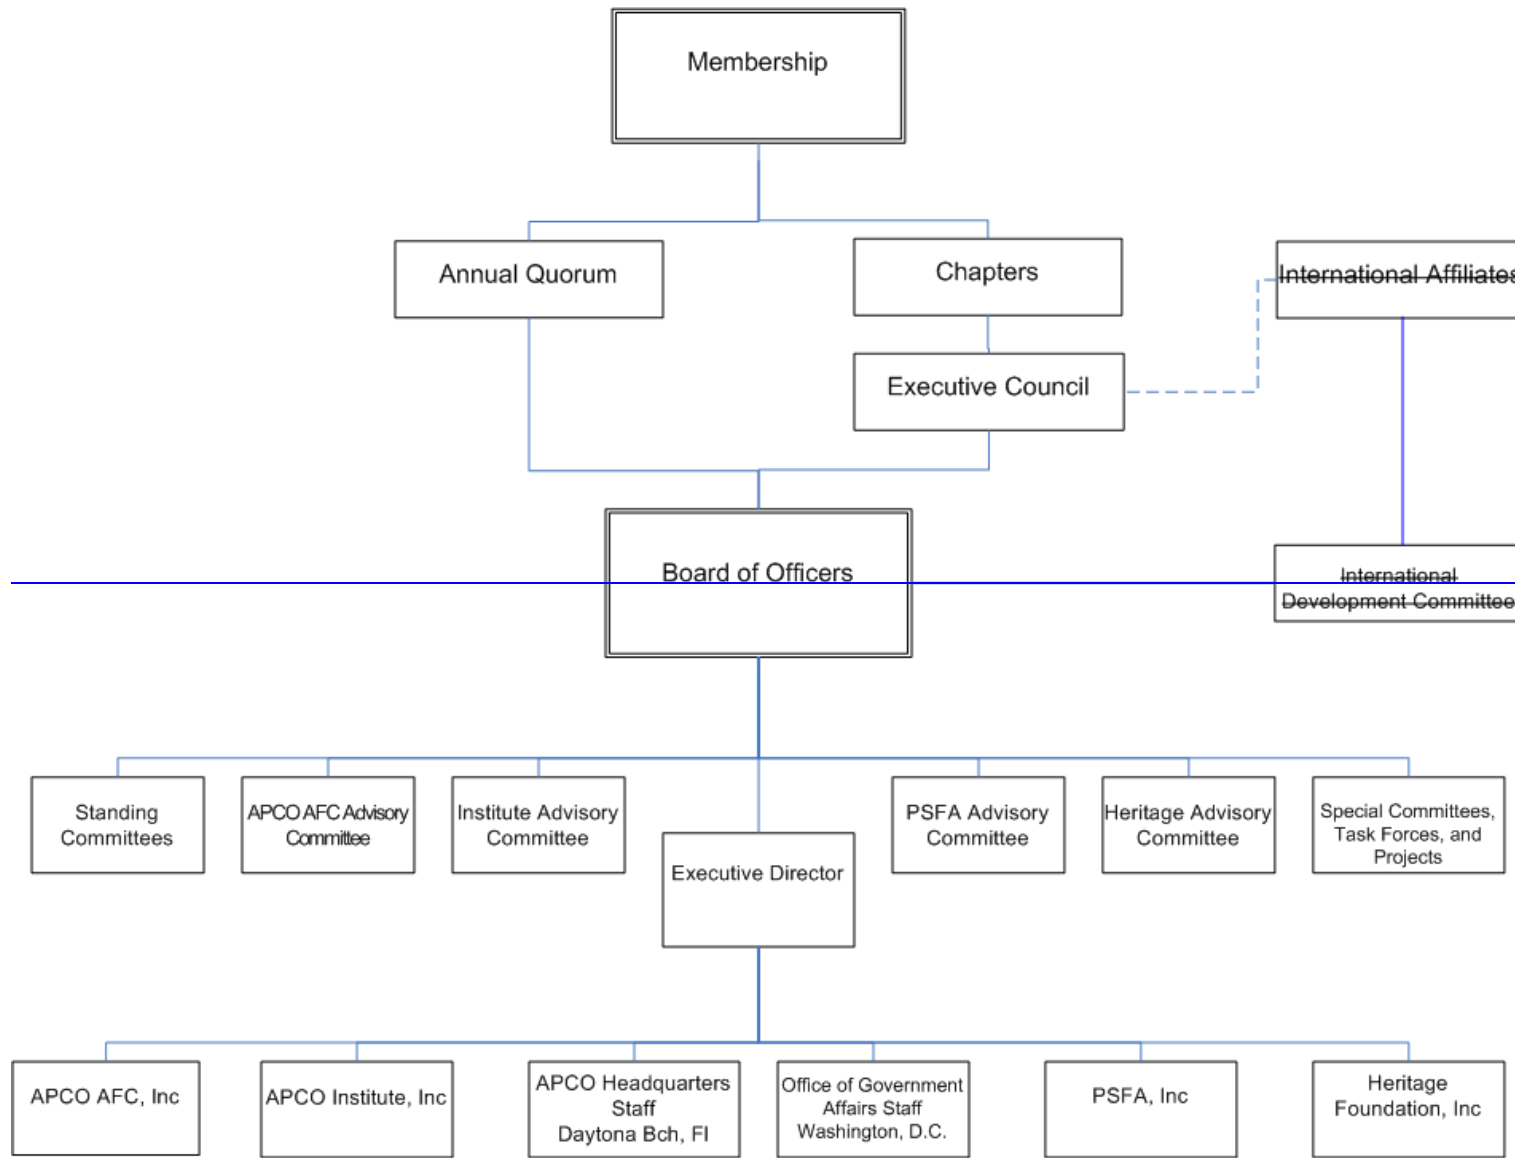 Membership
Annual Quorum
Chapters
International Affiliates
Executive Council
Board of Officers
International
Development Committee
Standing
Committees
APCO AFC Advisory
Committee
Institute Advisory
Committee
Executive Director
PSFA Advisory
Committee
Heritage Advisory
Committee
Special Committees,
Task Forces, and
Projects
APCO AFC, Inc
APCO Institute, Inc
APCO Headquarters
Staff
Daytona Bch, Fl
Office of Government
Affairs Staff
Washington, D.C.
PSFA, Inc
Heritage
Foundation, Inc